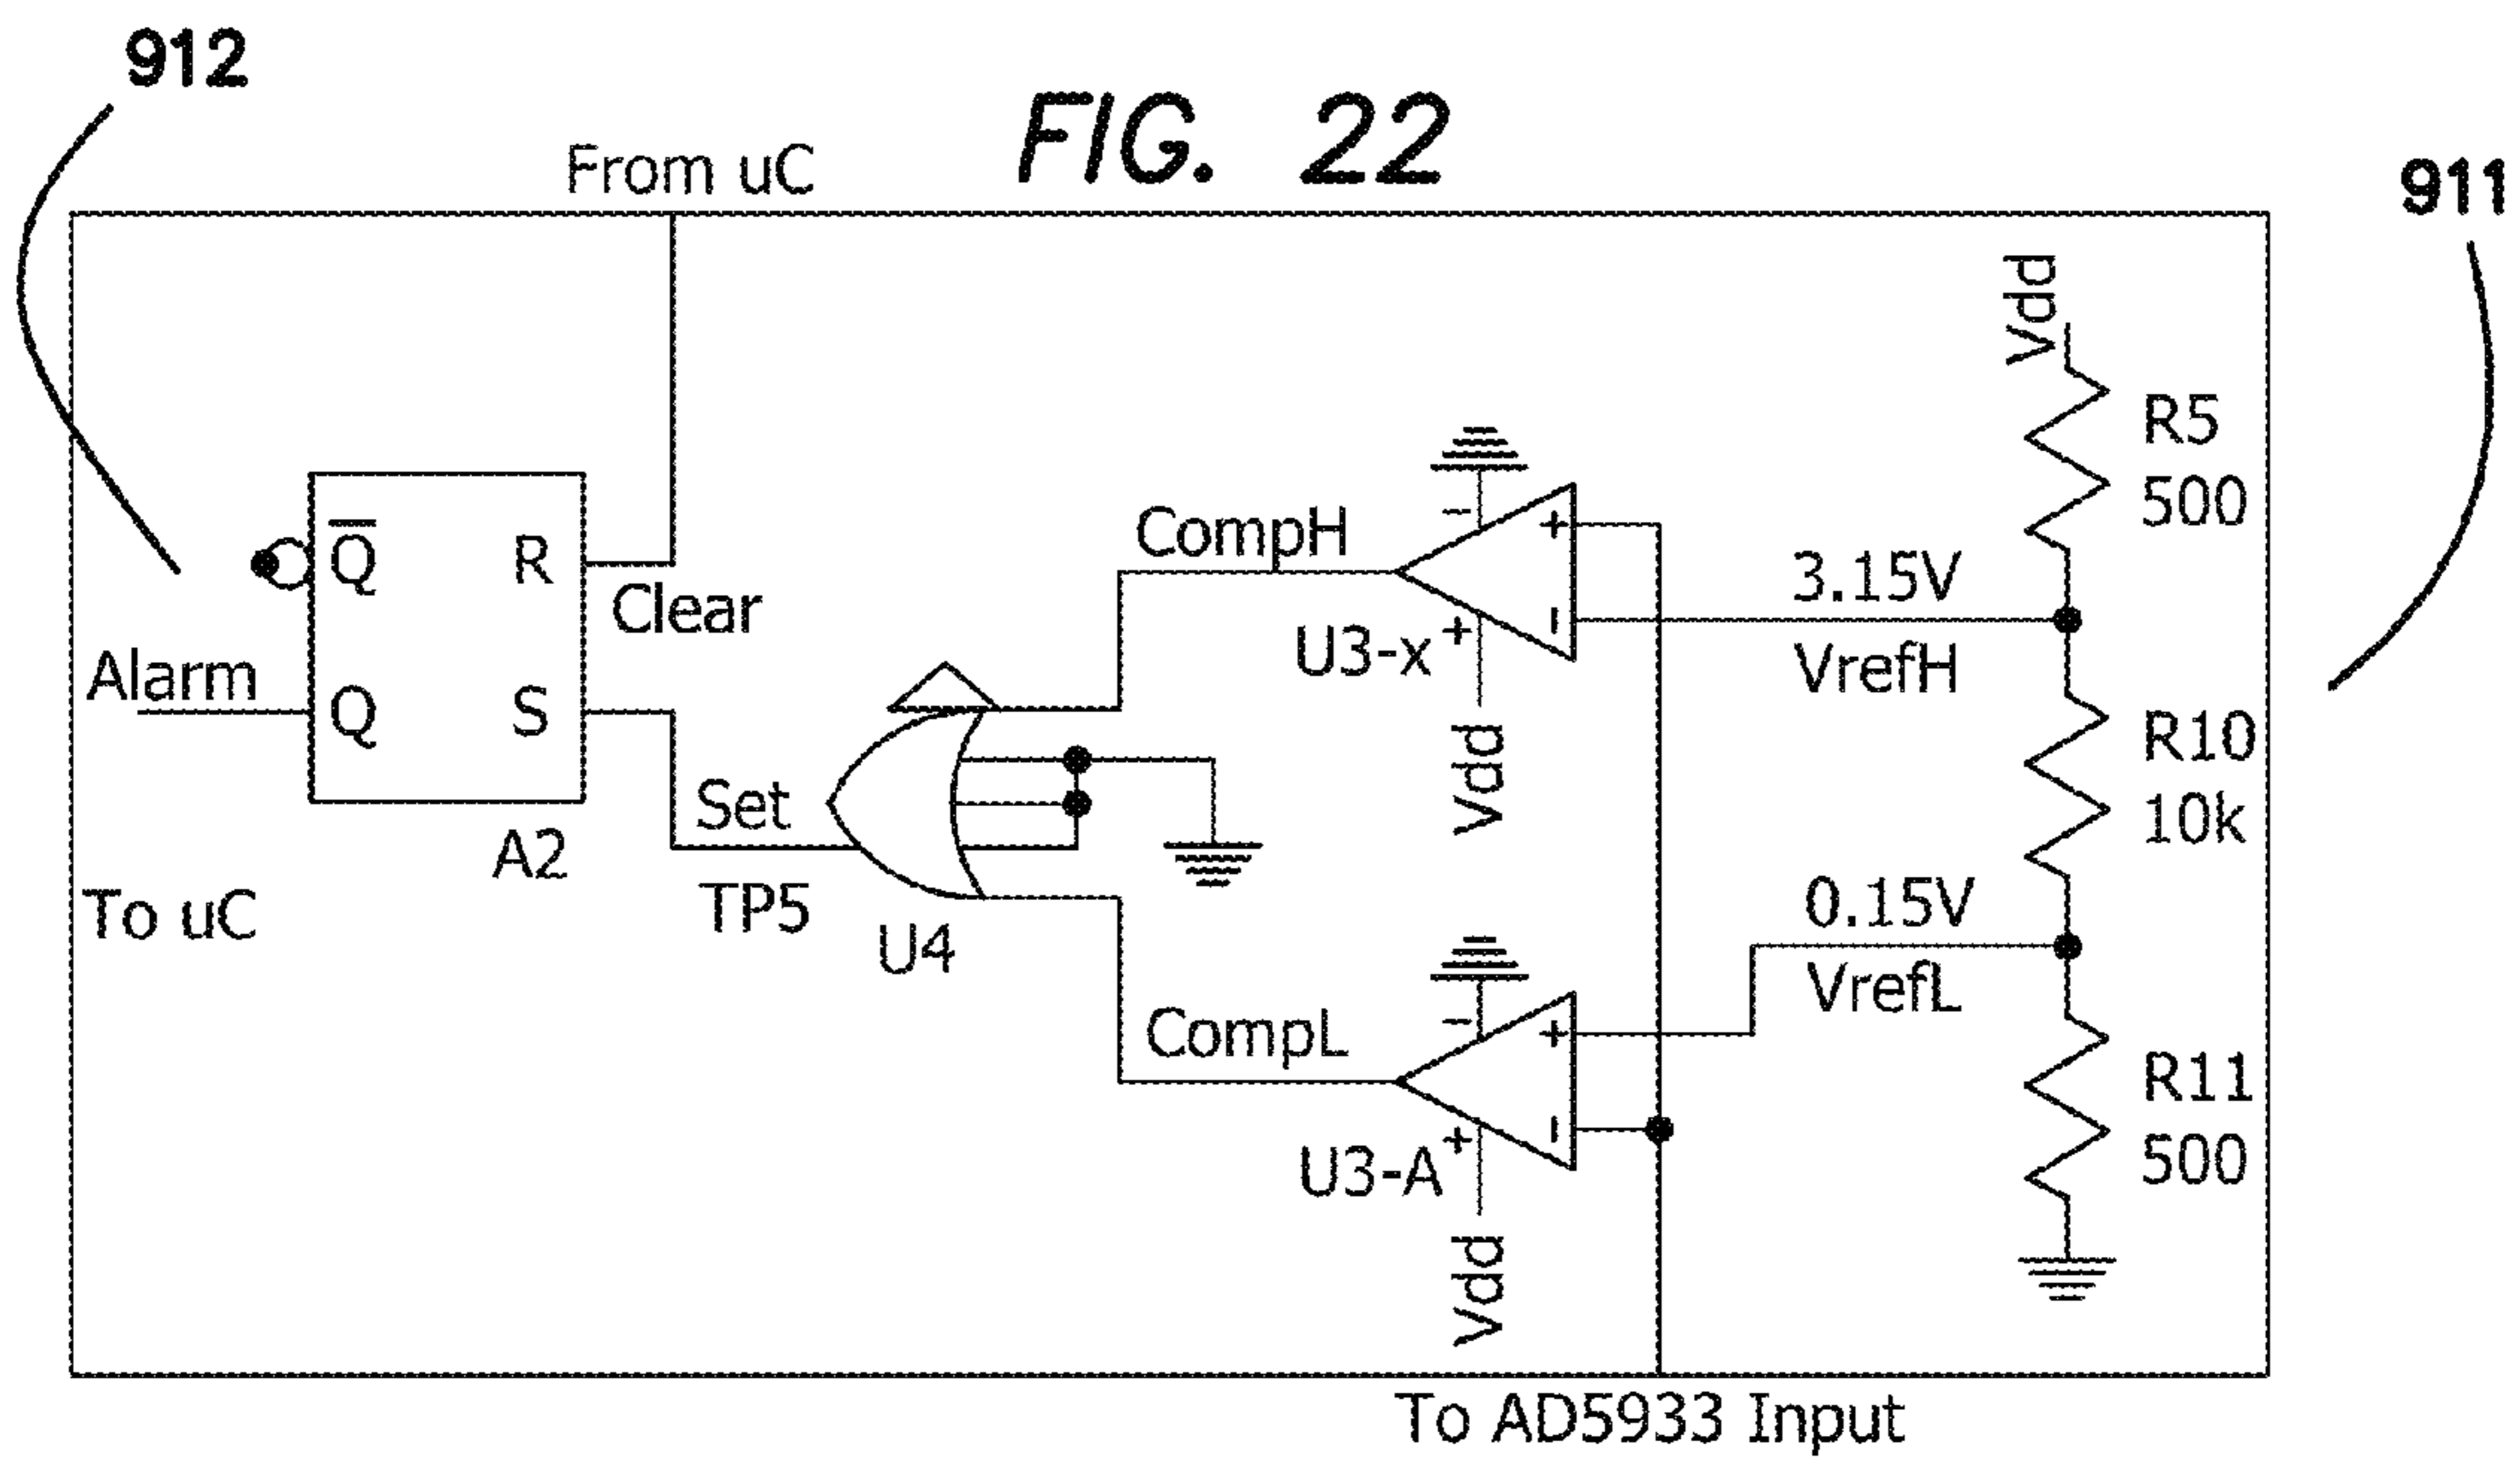 912
FIG. 22
911
From uC
Vdd
R5
500
CompH
+
-
-
+
U3-x
3.15V
VrefH
Vdd
Q
R
Clear
Alarm
Q
S
A2
Set
TP5
U4
To uC
R10
10k
0.15V
VrefL
CompL
+
-
-
+
U3-A
Vdd
R11
500
To AD5933 Input